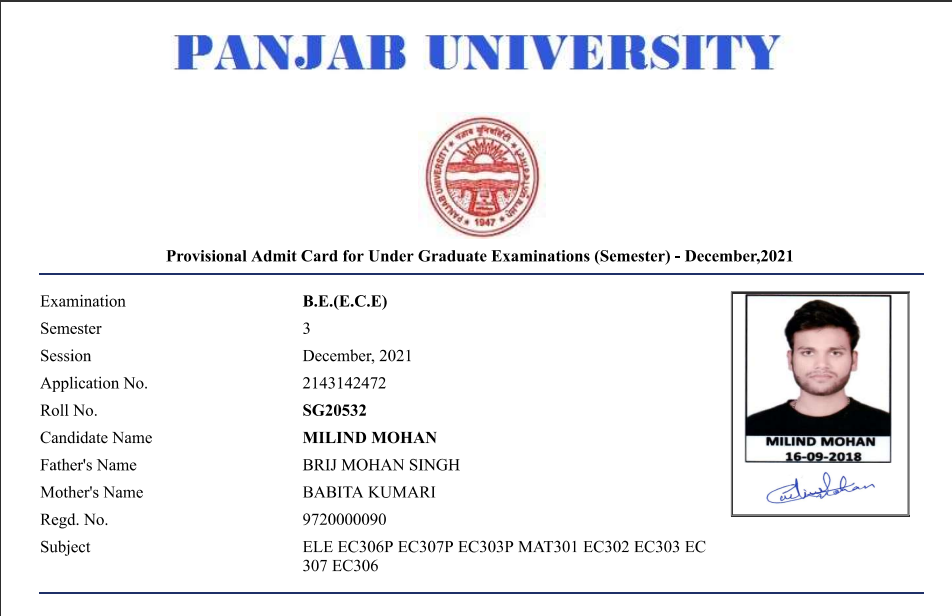 PANJAB UNIVERSITY
PANJAB UNIVERSITY
1947
Provisional Admit Card for Under Graduate Examinations (Semester) - December,2021
Examination B.E.(E.C.E)
Semester 3
Session December, 2021
Application No. 2143142472
Roll No. SG20532
Candidate Name MILIND MOHAN
Father's Name BRIJ MOHAN SINGH
Mother's Name BABITA KUMARI
Regd. No. 9720000090
Subject ELE EC306P EC307P EC303P MAT301 EC302 EC303 EC
307 EC306
MILIND MOHAN
16-09-2018